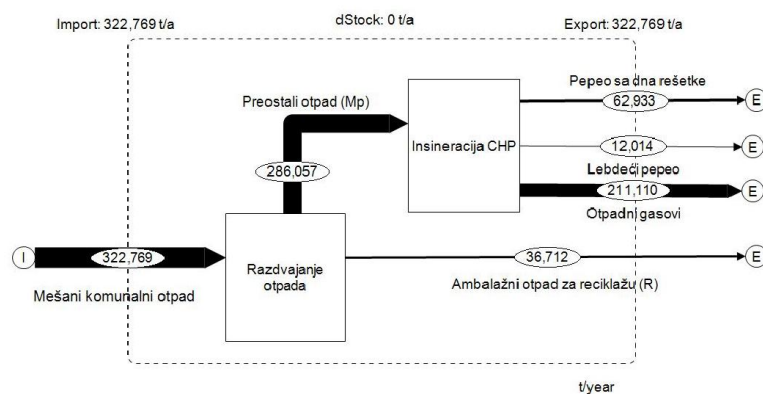 Import: 322,769 t/a
dStock: 0 t/a
Export: 322,769 t/a
Pepeo sa dna rešetke
62,933
E
Preostali otpad (Mp)
Insineracija CHP
12,014
E
Lebdeći pepeo
286,057
211,110
E
Otpadni gasovi
I
322,769
Razdvajanje
otpada
36,712
E
Mešani komunalni otpad
Ambalažni otpad za reciklažu (R)
t/year